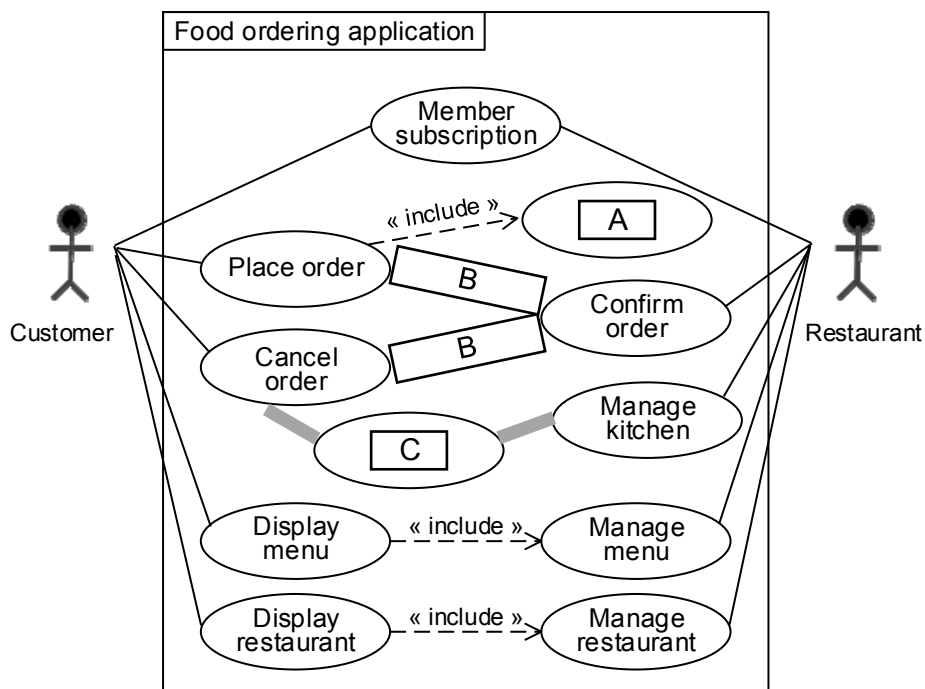 Food ordering application
Member
subscription
« include »
A
Place order
B
Confirm
order
Customer
Restaurant
Cancel
order
B
Manage
kitchen
C
Display
menu
« include »
Manage
menu
Display
restaurant
« include »
Manage
restaurant